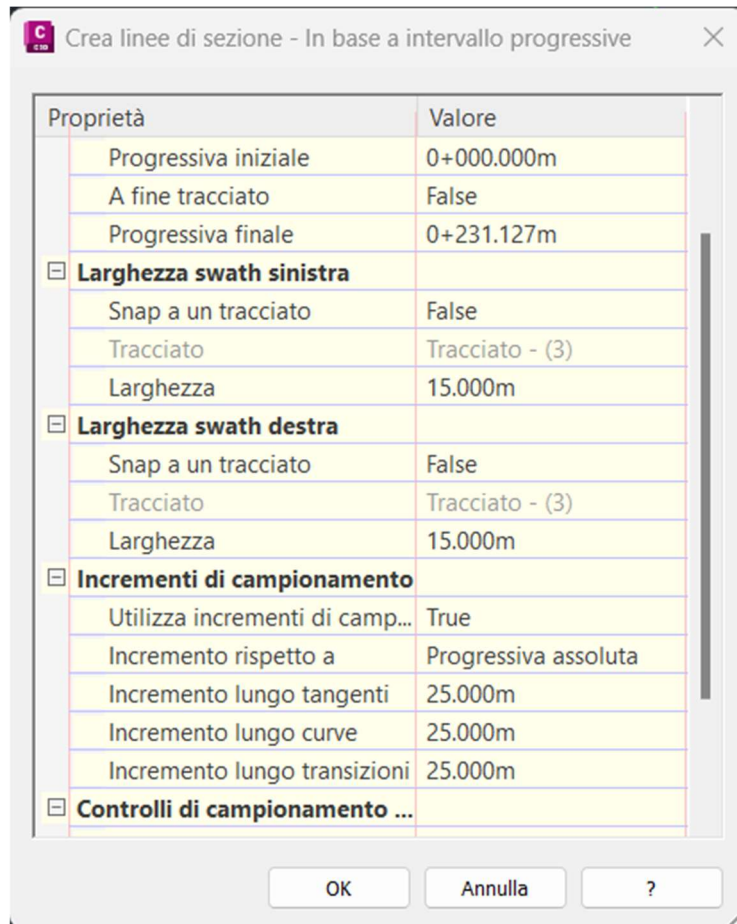 C
C3D
Crea linee di sezione - In base a intervallo progressive
Proprietà Valore
Progressiva iniziale 0+000.000m
A fine tracciato False
Progressiva finale 0+231.127m
Larghezza swath sinistra
Snap a un tracciato False
Tracciato Tracciato - (3)
Larghezza 15.000m
Larghezza swath destra
Snap a un tracciato False
Tracciato Tracciato - (3)
Larghezza 15.000m
Incrementi di campionamento
Utilizza incrementi di camp... True
Incremento rispetto a Progressiva assoluta
Incremento lungo tangenti 25.000m
Incremento lungo curve 25.000m
Incremento lungo transizioni 25.000m
Controlli di campionamento ...
OK Annulla ?